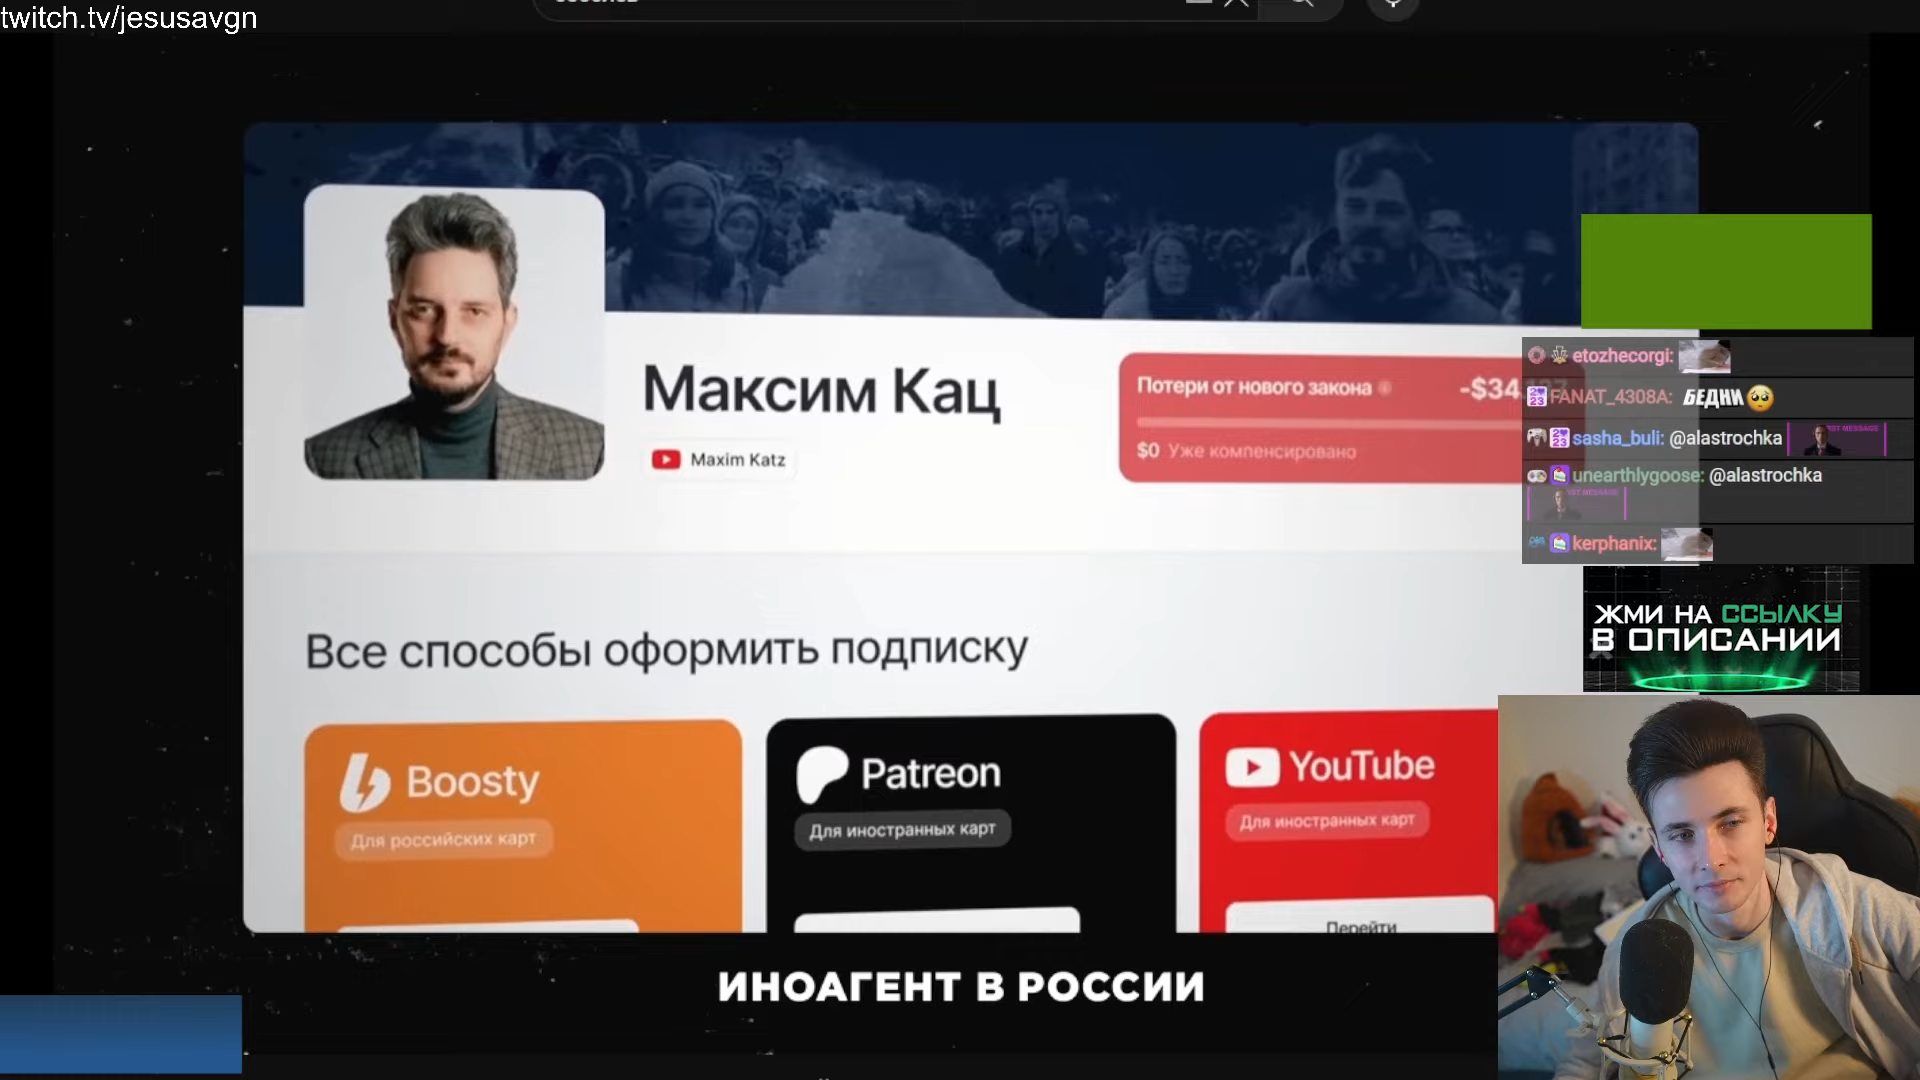 twitch.tv/jesusavgn
Максим Кац
Maxim Katz
Потери от нового закона
-$34
$0 Уже компенсировано
etozhecorgi:
FANAT_4308A: БЕДНИ
sasha_buli: @alastrochka
unearthlygoose: @alastrochka
kerphanix:
Все способы оформить подписку
ЖМИ НА ССЫЛКУ
В ОПИСАНИИ
Boosty
Для российских карт
Patreon
Для иностранных карт
YouTube
Для иностранных карт
Перейти
ИНОАГЕНТ В РОССИИ